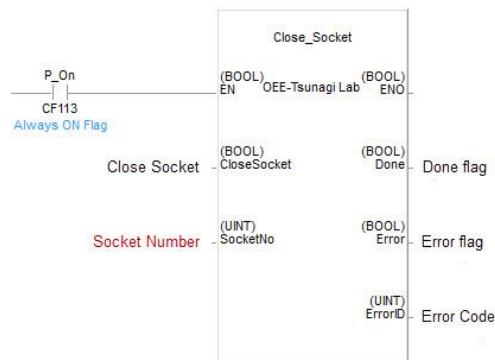 Close_Socket
P_On
(BOOL) EN
OEE-Tsunagi Lab
(BOOL) ENO
CF113
Always ON Flag
Close Socket
(BOOL) CloseSocket
(BOOL) Done
Done flag
Socket Number
(UINT) SocketNo
(BOOL) Error
Error flag
(UINT) ErrorID
Error Code